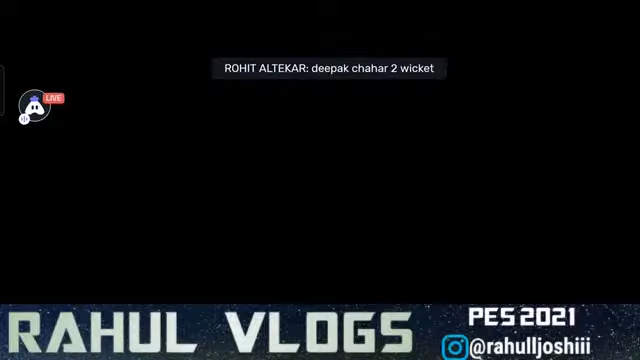 ROHIT ALTEKAR: deepak chahar 2 wicket
LIVE
RAHUL VLOGS
PES 2021
@rahulljoshiii